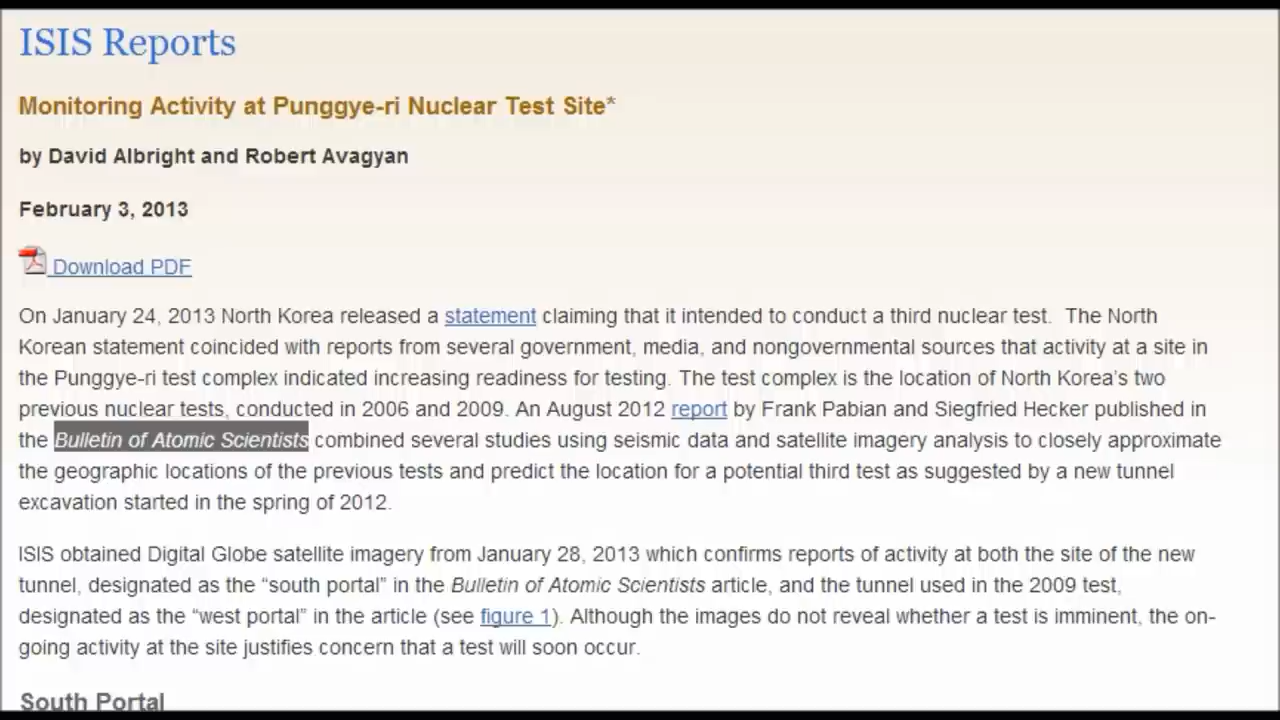 ISIS Reports
Monitoring Activity at Punggye-ri Nuclear Test Site*
by David Albright and Robert Avagyan
February 3, 2013
Download PDF
On January 24, 2013 North Korea released a statement claiming that it intended to conduct a third nuclear test.  The North
Korean statement coincided with reports from several government, media, and nongovernmental sources that activity at a site in
the Punggye-ri test complex indicated increasing readiness for testing. The test complex is the location of North Korea's two
previous nuclear tests, conducted in 2006 and 2009. An August 2012 report by Frank Pabian and Siegfried Hecker published in
the Bulletin of Atomic Scientists combined several studies using seismic data and satellite imagery analysis to closely approximate
the geographic locations of the previous tests and predict the location for a potential third test as suggested by a new tunnel
excavation started in the spring of 2012.
ISIS obtained Digital Globe satellite imagery from January 28, 2013 which confirms reports of activity at both the site of the new
tunnel, designated as the “south portal” in the Bulletin of Atomic Scientists article, and the tunnel used in the 2009 test,
designated as the “west portal” in the article (see figure 1). Although the images do not reveal whether a test is imminent, the on-
going activity at the site justifies concern that a test will soon occur.
South Portal